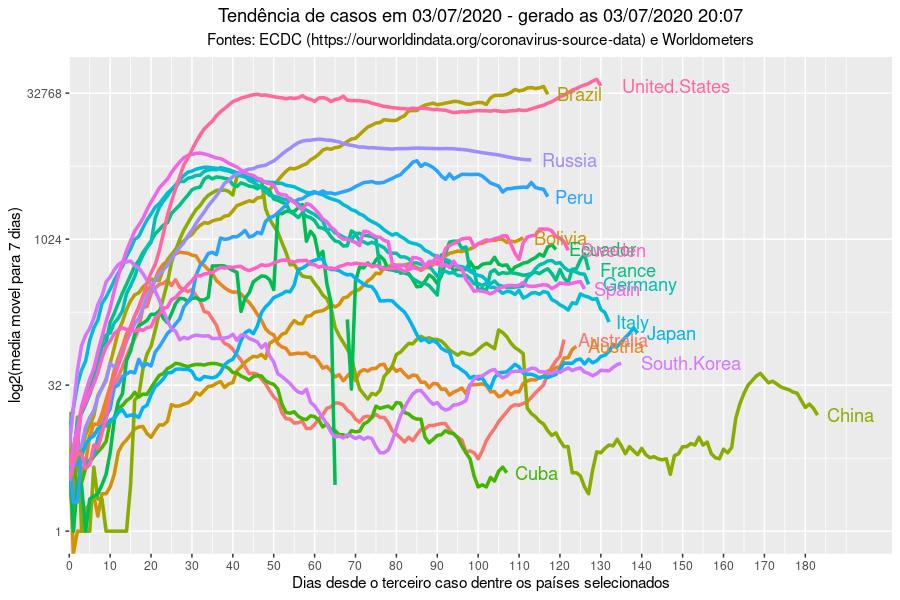 Tendência de casos em 03/07/2020 - gerado as 03/07/2020 20:07
Fontes: ECDC (https://ourworldindata.org/coronavirus-source-data) e Worldometers
log2(media movel para 7 dias)
32768
1024
32
1
United.States
Brazil
Russia
Peru
Bolivia
Ecuador
Sweden
France
Germany
Spain
Italy
Japan
Australia
Austria
South.Korea
China
Cuba
0 10 20 30 40 50 60 70 80 90 100 110 120 130 140 150 160 170 180
Dias desde o terceiro caso dentre os países selecionados